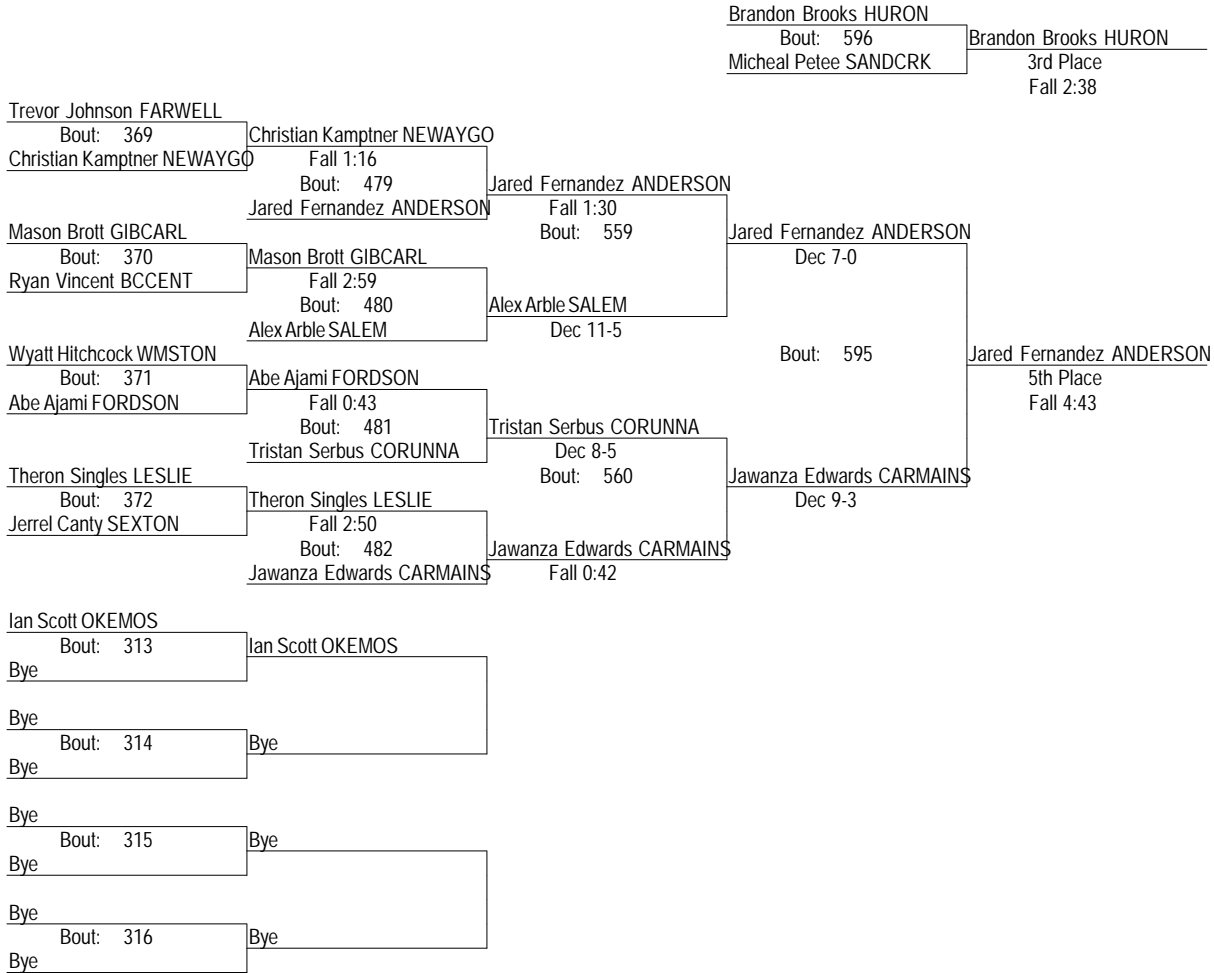 Brandon Brooks HURON
Bout: 596
Brandon Brooks HURON
Micheal Petee SANDCRK
3rd Place
Fall 2:38
Trevor Johnson FARWELL
Bout: 369
Christian Kamptner NEWAYGO
Christian Kamptner NEWAYGO
Fall 1:16
Bout: 479
Jared Fernandez ANDERSON
Jared Fernandez ANDERSON
Fall 1:30
Mason Brott GIBCARL
Bout: 559
Jared Fernandez ANDERSON
Bout: 370
Mason Brott GIBCARL
Dec 7-0
Ryan Vincent BCCENT
Fall 2:59
Bout: 480
Alex Arble SALEM
Alex Arble SALEM
Dec 11-5
Wyatt Hitchcock WMSTON
Bout: 595
Jared Fernandez ANDERSON
Bout: 371
Abe Ajami FORDSON
5th Place
Abe Ajami FORDSON
Fall 0:43
Fall 4:43
Bout: 481
Tristan Serbus CORUNNA
Tristan Serbus CORUNNA
Dec 8-5
Theron Singles LESLIE
Bout: 560
Jawanza Edwards CARMAINS
Bout: 372
Theron Singles LESLIE
Dec 9-3
Jerrel Canty SEXTON
Fall 2:50
Bout: 482
Jawanza Edwards CARMAINS
Jawanza Edwards CARMAINS
Fall 0:42
Ian Scott OKEMOS
Bout: 313
Ian Scott OKEMOS
Bye
Bye
Bout: 314
Bye
Bye
Bye
Bout: 315
Bye
Bye
Bye
Bout: 316
Bye
Bye